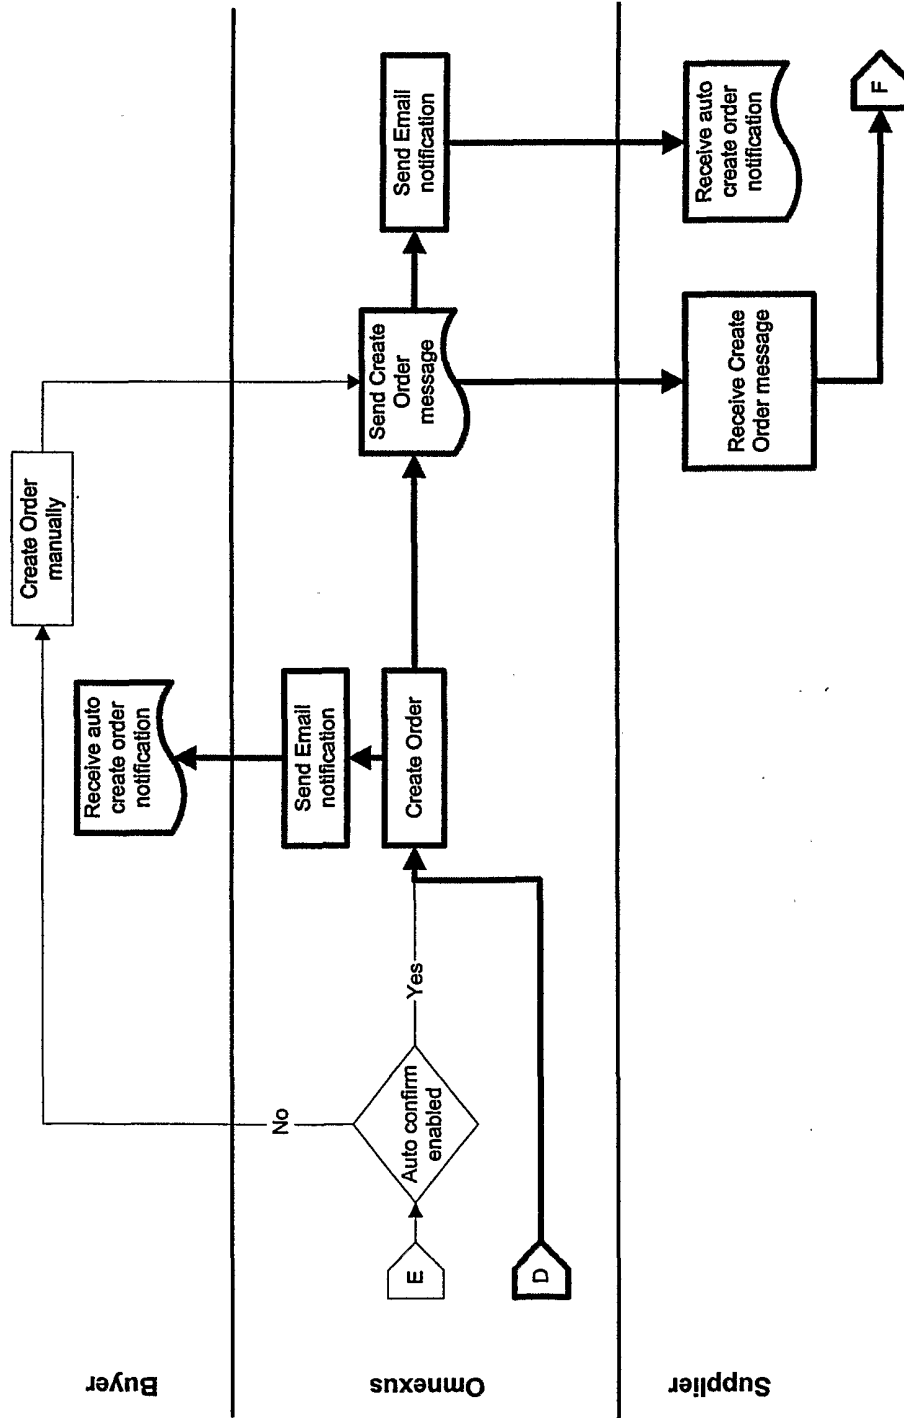 Buyer
Receive auto
create order
notification
Create Order
manually
Omnexus
E
Auto confirm
enabled
No
Yes
D
Send Email
notification
Create Order
Send Create
Order
message
Send Email
notification
Supplier
Receive Create
Order message
Receive auto
create order
notification
F